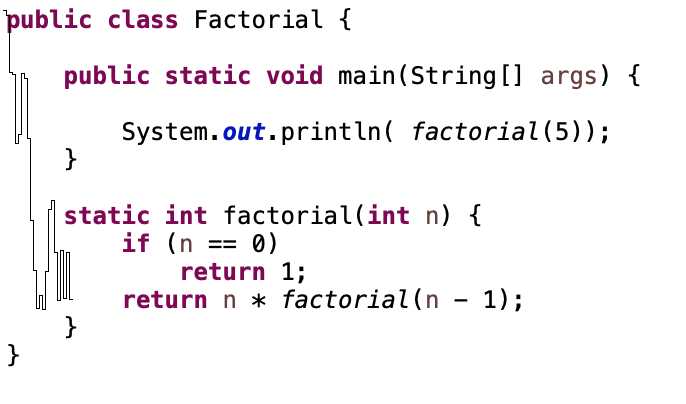 public class Factorial {
public static void main(String[] args) {
System.out.println( factorial(5));
}
static int factorial(int n) {
if (n == 0)
return 1;
return n * factorial(n - 1);
}
}